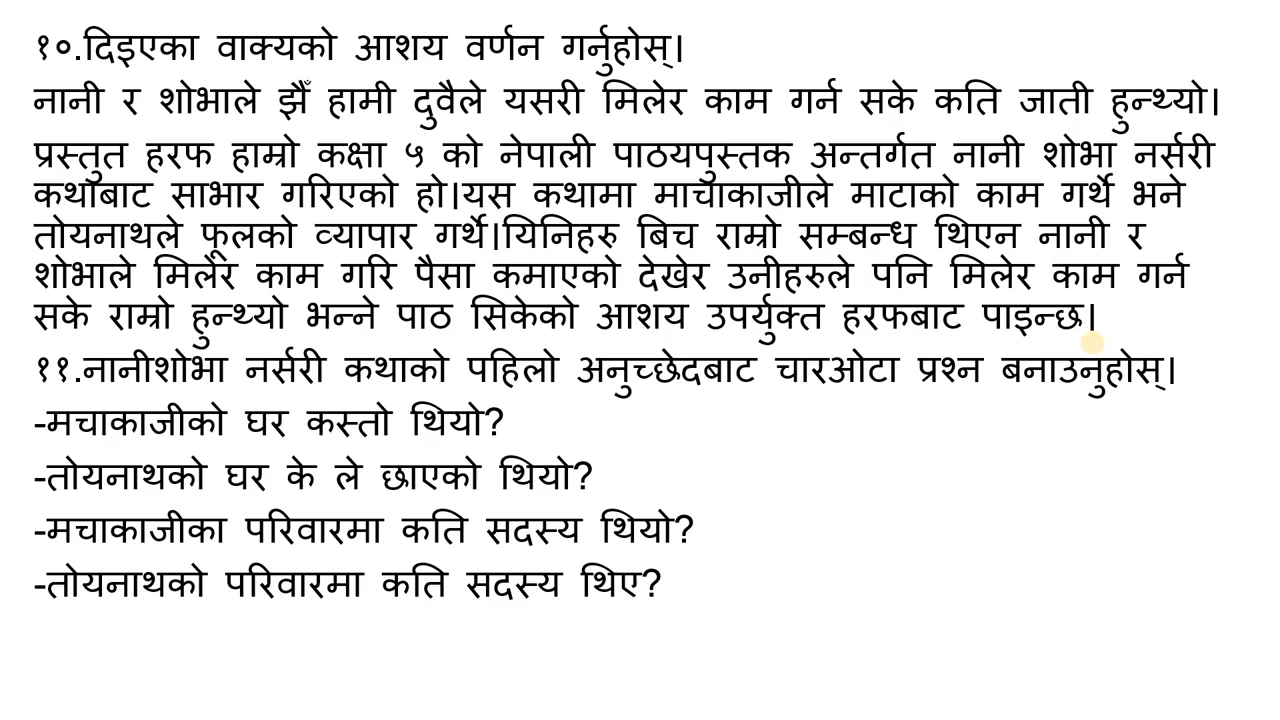 १०.दिइएका वाक्यको आशय वर्णन गर्नुहोस्।
नानी र शोभाले झैँ हामी दुवैले यसरी मिलेर काम गर्न सके कति जाती हुन्थ्यो।
प्रस्तुत हरफ हाम्रो कक्षा ५ को नेपाली पाठयपुस्तक अन्तर्गत नानी शोभा नर्सरी
कथाबाट साभार गरिएको हो।यस कथामा माचाकाजीले माटाको काम गर्थे भने
तोयनाथले फूलको व्यापार गर्थे।यिनिहरु बिच राम्रो सम्बन्ध थिएन नानी र
शोभाले मिलेर काम गरि पैसा कमाएको देखेर उनीहरुले पनि मिलेर काम गर्न
सके राम्रो हुन्थ्यो भन्ने पाठ सिकेको आशय उपर्युक्त हरफबाट पाइन्छ।
११.नानीशोभा नर्सरी कथाको पहिलो अनुच्छेदबाट चारओटा प्रश्न बनाउनुहोस्।
-मचाकाजीको घर कस्तो थियो?
-तोयनाथको घर के ले छाएको थियो?
-मचाकाजीका परिवारमा कति सदस्य थियो?
-तोयनाथको परिवारमा कति सदस्य थिए?